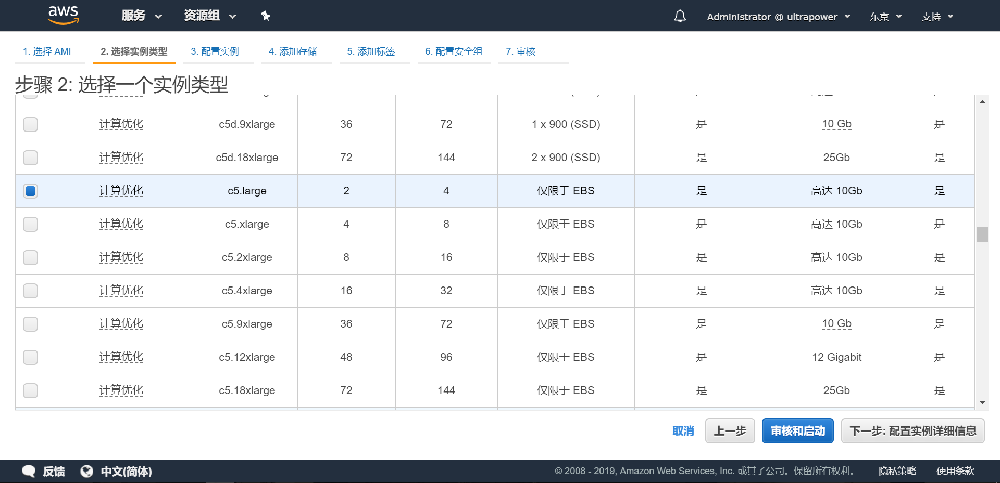 aws 服务 资源组 Administrator @ ultrapower 东京 支持
1. 选择 AMI 2. 选择实例类型 3. 配置实例 4. 添加存储 5. 添加标签 6. 配置安全组 7. 审核
步骤 2: 选择一个实例类型
计算优化 c5d.9xlarge 36 72 1 x 900 (SSD) 是 10 Gb 是
计算优化 c5d.18xlarge 72 144 2 x 900 (SSD) 是 25Gb 是
计算优化 c5.large 2 4 仅限于 EBS 是 高达 10Gb 是
计算优化 c5.xlarge 4 8 仅限于 EBS 是 高达 10Gb 是
计算优化 c5.2xlarge 8 16 仅限于 EBS 是 高达 10Gb 是
计算优化 c5.4xlarge 16 32 仅限于 EBS 是 高达 10Gb 是
计算优化 c5.9xlarge 36 72 仅限于 EBS 是 10 Gb 是
计算优化 c5.12xlarge 48 96 仅限于 EBS 是 12 Gigabit 是
计算优化 c5.18xlarge 72 144 仅限于 EBS 是 25Gb 是
取消 上一步 审核和启动 下一步: 配置实例详细信息
反馈 中文(简体) © 2008 - 2019, Amazon Web Services, Inc. 或其子公司。保留所有权利。 隐私策略 使用条款